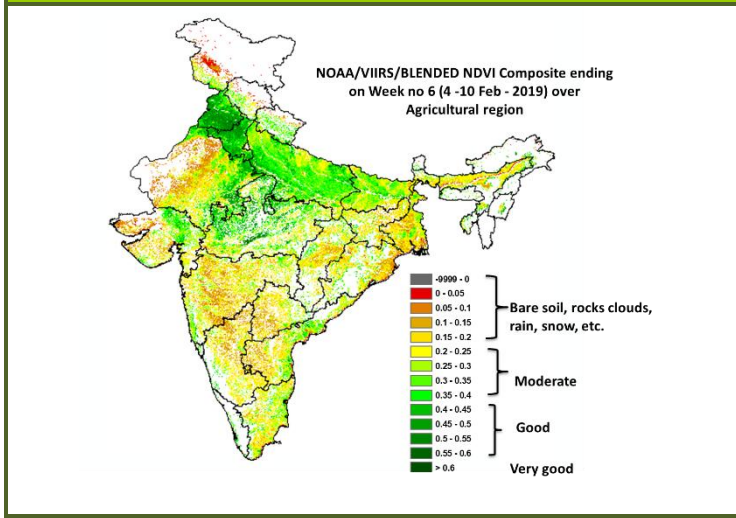 NOAA/VIIRS/BLENDED NDVI Composite ending
on Week no 6 (4 -10 Feb - 2019) over
Agricultural region
-9999 - 0
0 - 0.05
0.05 - 0.1
0.1 - 0.15
0.15 - 0.2
0.2 - 0.25
0.25 - 0.3
0.3 - 0.35
0.35 - 0.4
0.4 - 0.45
0.45 - 0.5
0.5 - 0.55
0.55 - 0.6
> 0.6
Bare soil, rocks clouds,
rain, snow, etc.
Moderate
Good
Very good